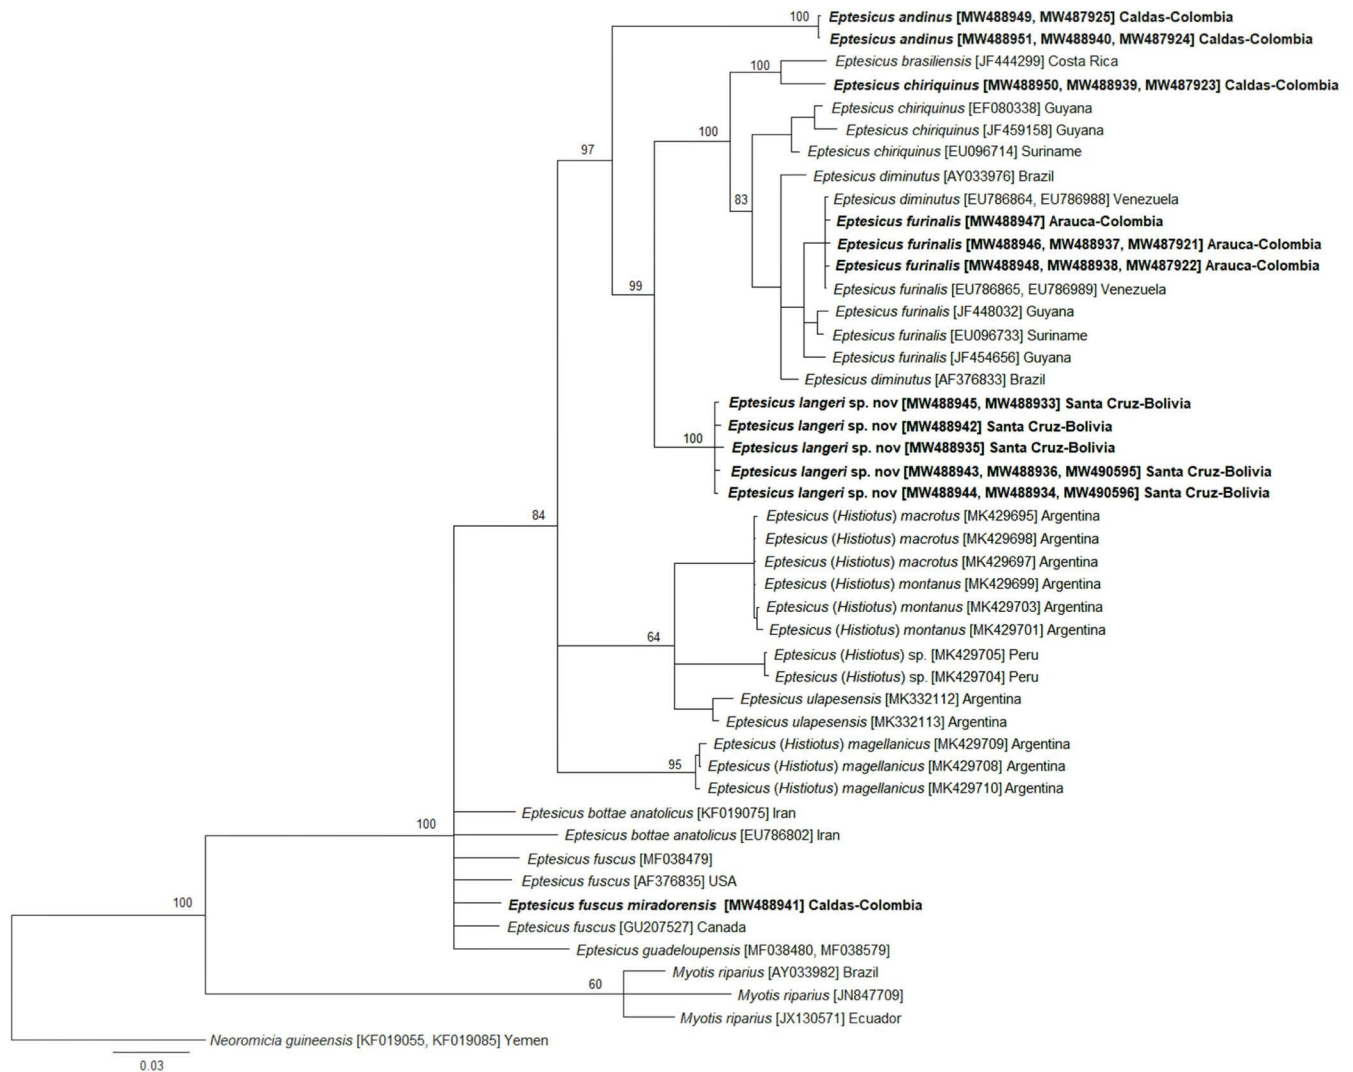 100
Eptesicus andinus [MW488949, MW487925] Caldas-Colombia
Eptesicus andinus [MW488951, MW488940, MW487924] Caldas-Colombia
Eptesicus brasiliensis [JF444299] Costa Rica
100
Eptesicus chiriquinus [MW488950, MW488939, MW487923] Caldas-Colombia
Eptesicus chiriquinus [EF080338] Guyana
100
Eptesicus chiriquinus [JF459158] Guyana
97
Eptesicus chiriquinus [EU096714] Suriname
Eptesicus diminutus [AY033976] Brazil
83
Eptesicus diminutus [EU786864, EU786988] Venezuela
Eptesicus furinalis [MW488947] Arauca-Colombia
Eptesicus furinalis [MW488946, MW488937, MW487921] Arauca-Colombia
Eptesicus furinalis [MW488948, MW488938, MW487922] Arauca-Colombia
99
Eptesicus furinalis [EU786865, EU786989] Venezuela
Eptesicus furinalis [JF448032] Guyana
Eptesicus furinalis [EU096733] Suriname
Eptesicus furinalis [JF454656] Guyana
Eptesicus diminutus [AF376833] Brazil
Eptesicus langeri sp. nov [MW488945, MW488933] Santa Cruz-Bolivia
Eptesicus langeri sp. nov [MW488942] Santa Cruz-Bolivia
100
Eptesicus langeri sp. nov [MW488935] Santa Cruz-Bolivia
Eptesicus langeri sp. nov [MW488943, MW488936, MW490595] Santa Cruz-Bolivia
Eptesicus langeri sp. nov [MW488944, MW488934, MW490596] Santa Cruz-Bolivia
84
Eptesicus (Histiotus) macrotus [MK429695] Argentina
Eptesicus (Histiotus) macrotus [MK429698] Argentina
Eptesicus (Histiotus) macrotus [MK429697] Argentina
Eptesicus (Histiotus) montanus [MK429699] Argentina
Eptesicus (Histiotus) montanus [MK429703] Argentina
Eptesicus (Histiotus) montanus [MK429701] Argentina
64
Eptesicus (Histiotus) sp. [MK429705] Peru
Eptesicus (Histiotus) sp. [MK429704] Peru
Eptesicus ulapesensis [MK332112] Argentina
Eptesicus ulapesensis [MK332113] Argentina
Eptesicus (Histiotus) magellanicus [MK429709] Argentina
95
Eptesicus (Histiotus) magellanicus [MK429708] Argentina
Eptesicus (Histiotus) magellanicus [MK429710] Argentina
Eptesicus bottae anatolicus [KF019075] Iran
100
Eptesicus bottae anatolicus [EU786802] Iran
Eptesicus fuscus [MF038479]
Eptesicus fuscus [AF376835] USA
100
Eptesicus fuscus miradorensis [MW488941] Caldas-Colombia
Eptesicus fuscus [GU207527] Canada
Eptesicus guadeloupensis [MF038480, MF038579]
Myotis riparius [AY033982] Brazil
60
Myotis riparius [JN847709]
Myotis riparius [JX130571] Ecuador
Neoromicia guineensis [KF019055, KF019085] Yemen
0.03